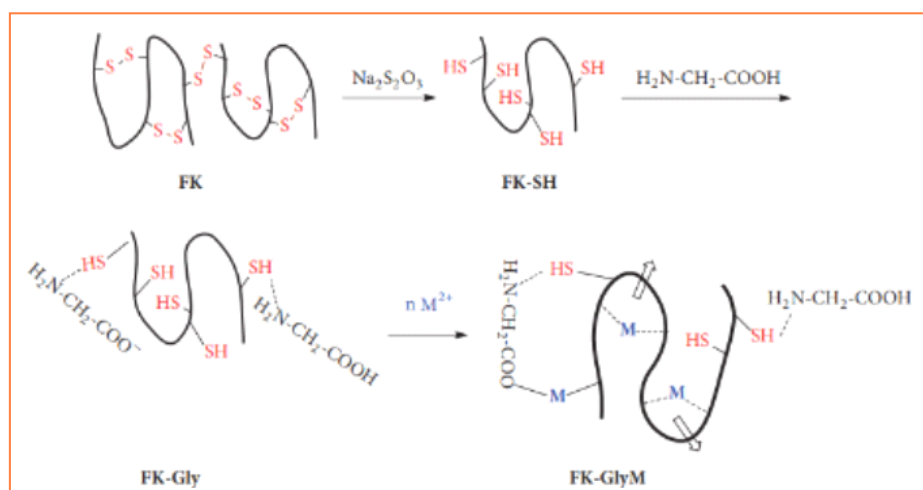 S-S
S-S
S-S
S-S
S-S
Na₂S₂O₃
HS
SH
HS
SH
SH
H₂N-CH₂-COOH
FK
FK-SH
H₂N-CH₂-COO⁻
HS
SH
HS
SH
SH
H₂N-CH₂-COOH
n M²⁺
H₂N-CH₂-COO
HS
M
M
M
HS
SH
H₂N-CH₂-COOH
FK-Gly
FK-GlyM